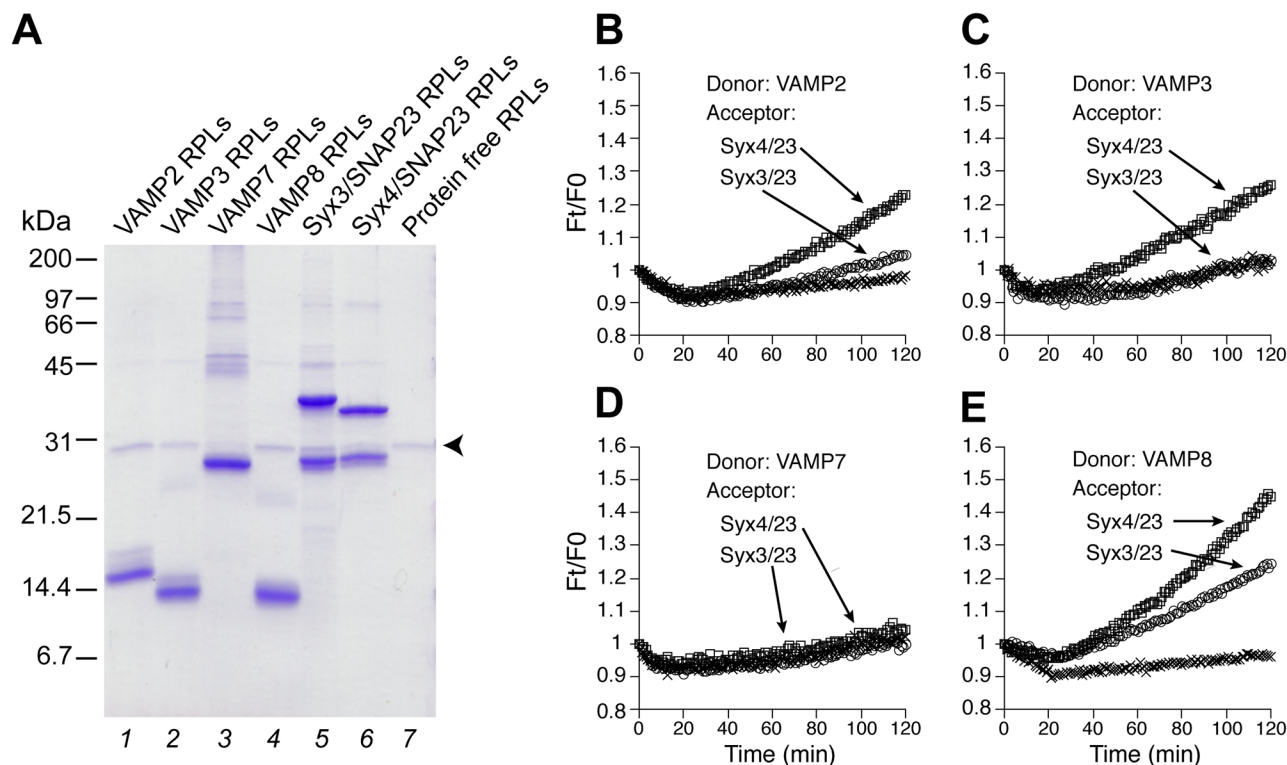 A
VAMP2 RPLs
VAMP3 RPLs
VAMP7 RPLs
VAMP8 RPLs
Syx3/SNAP23 RPLs
Syx4/SNAP23 RPLs
Protein free RPLs
kDa
200
97
66
45
31
21.5
14.4
6.7
1 2 3 4 5 6 7
B
Ft/F0
1.6
1.5
1.4
1.3
1.2
1.1
1
0.9
0.8
Donor: VAMP2
Acceptor:
Syx4/23
Syx3/23
0 20 40 60 80 100 120
C
1.6
1.5
1.4
1.3
1.2
1.1
1
0.9
0.8
Donor: VAMP3
Acceptor:
Syx4/23
Syx3/23
0 20 40 60 80 100 120
D
Ft/F0
1.6
1.5
1.4
1.3
1.2
1.1
1
0.9
0.8
Donor: VAMP7
Acceptor:
Syx4/23
Syx3/23
0 20 40 60 80 100 120
Time (min)
E
1.6
1.5
1.4
1.3
1.2
1.1
1
0.9
0.8
Donor: VAMP8
Acceptor:
Syx4/23
Syx3/23
0 20 40 60 80 100 120
Time (min)